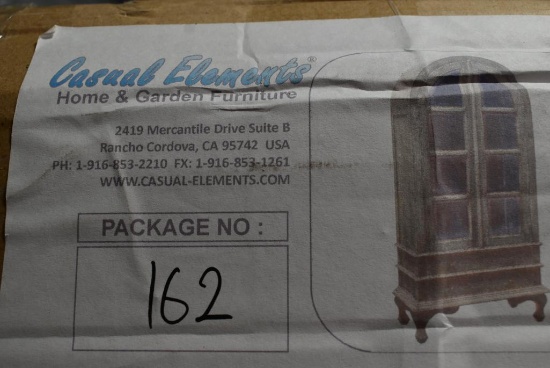 Casual Elements®
Home & Garden Furniture
2419 Mercantile Drive Suite B
Rancho Cordova, CA 95742 USA
PH: 1-916-853-2210 FX: 1-916-853-1261
WWW.CASUAL-ELEMENTS.COM
PACKAGE NO :
162